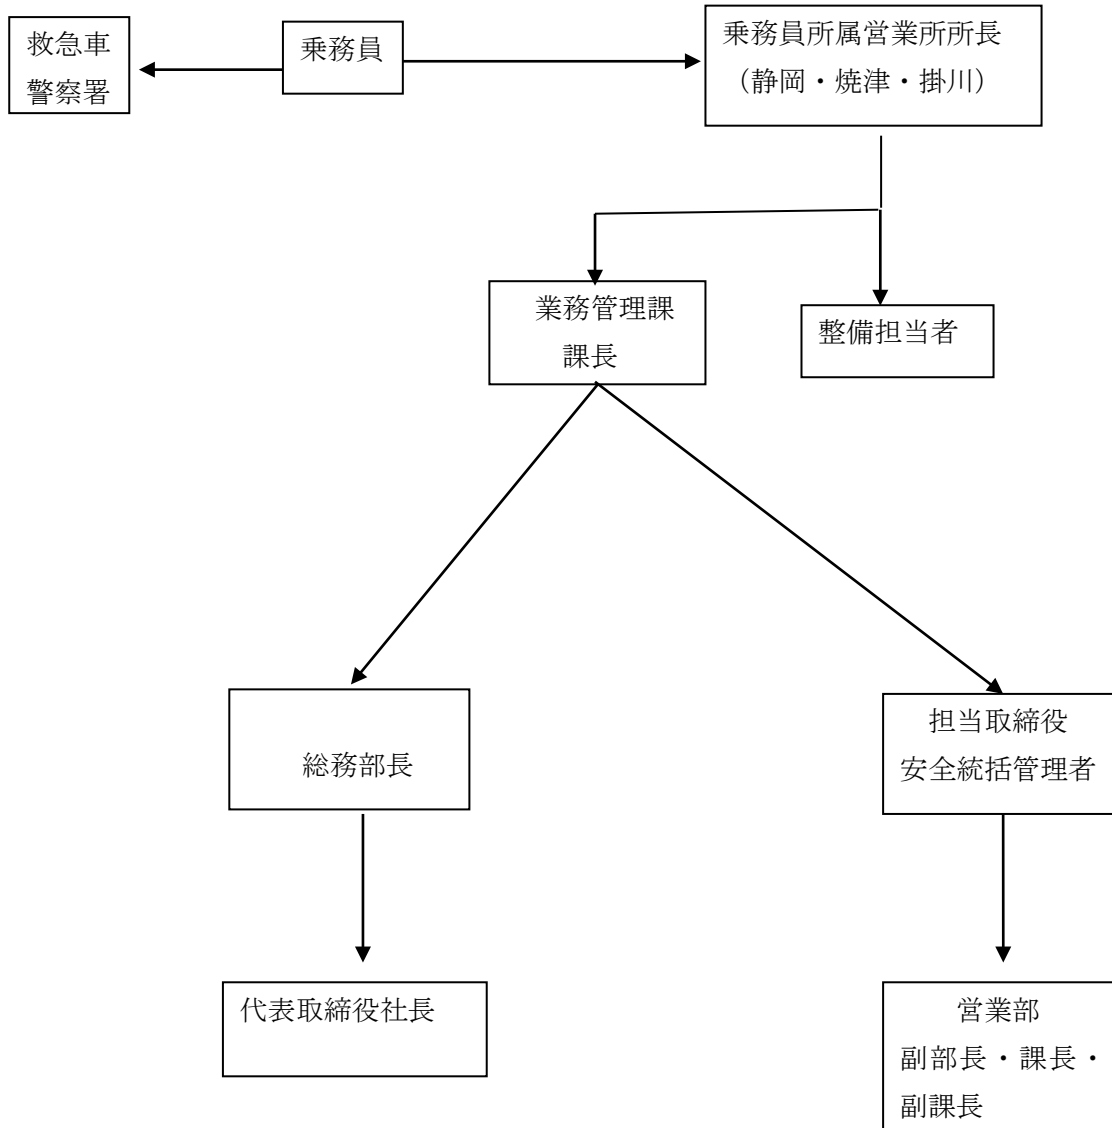 救急車
警察署
乗務員
乗務員所属営業所所長
（静岡・焼津・掛川）
業務管理課
課長
整備担当者
総務部長
担当取締役
安全統括管理者
代表取締役社長
営業部
副部長・課長・
副課長